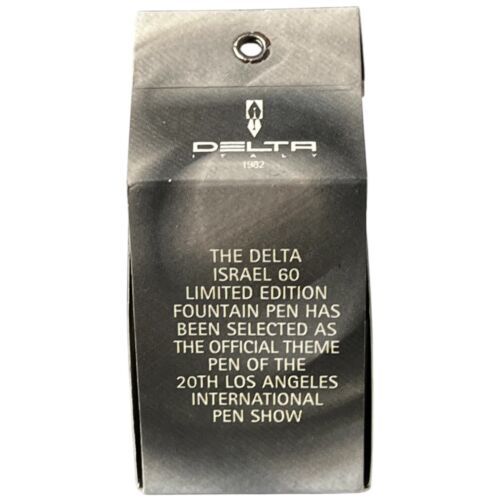 DELTA
ITALY
1982
THE DELTA
ISRAEL 60
LIMITED EDITION
FOUNTAIN PEN HAS
BEEN SELECTED AS
THE OFFICIAL THEME
PEN OF THE
20TH LOS ANGELES
INTERNATIONAL
PEN SHOW